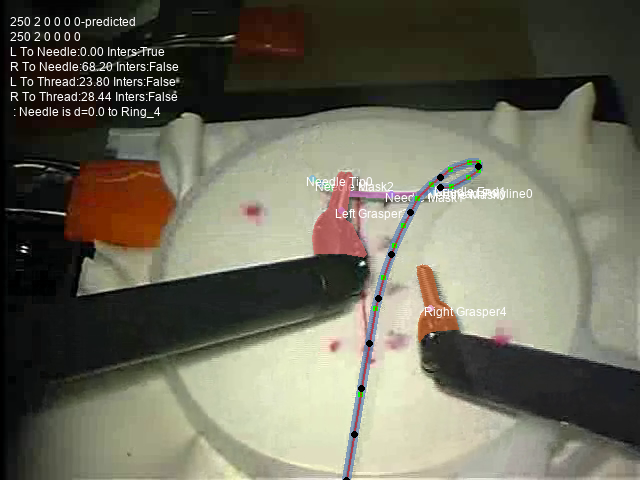 250 2 0 0 0 0-predicted
250 2 0 0 0 0
L To Needle:0.00 Inters:True
R To Needle:68.20 Inters:False
L To Thread:23.80 Inters:False
R To Thread:28.44 Inters:False
: Needle is d=0.0 to Ring_4
Needle Tip0
Mask2
Left Grasper
Right Grasper4